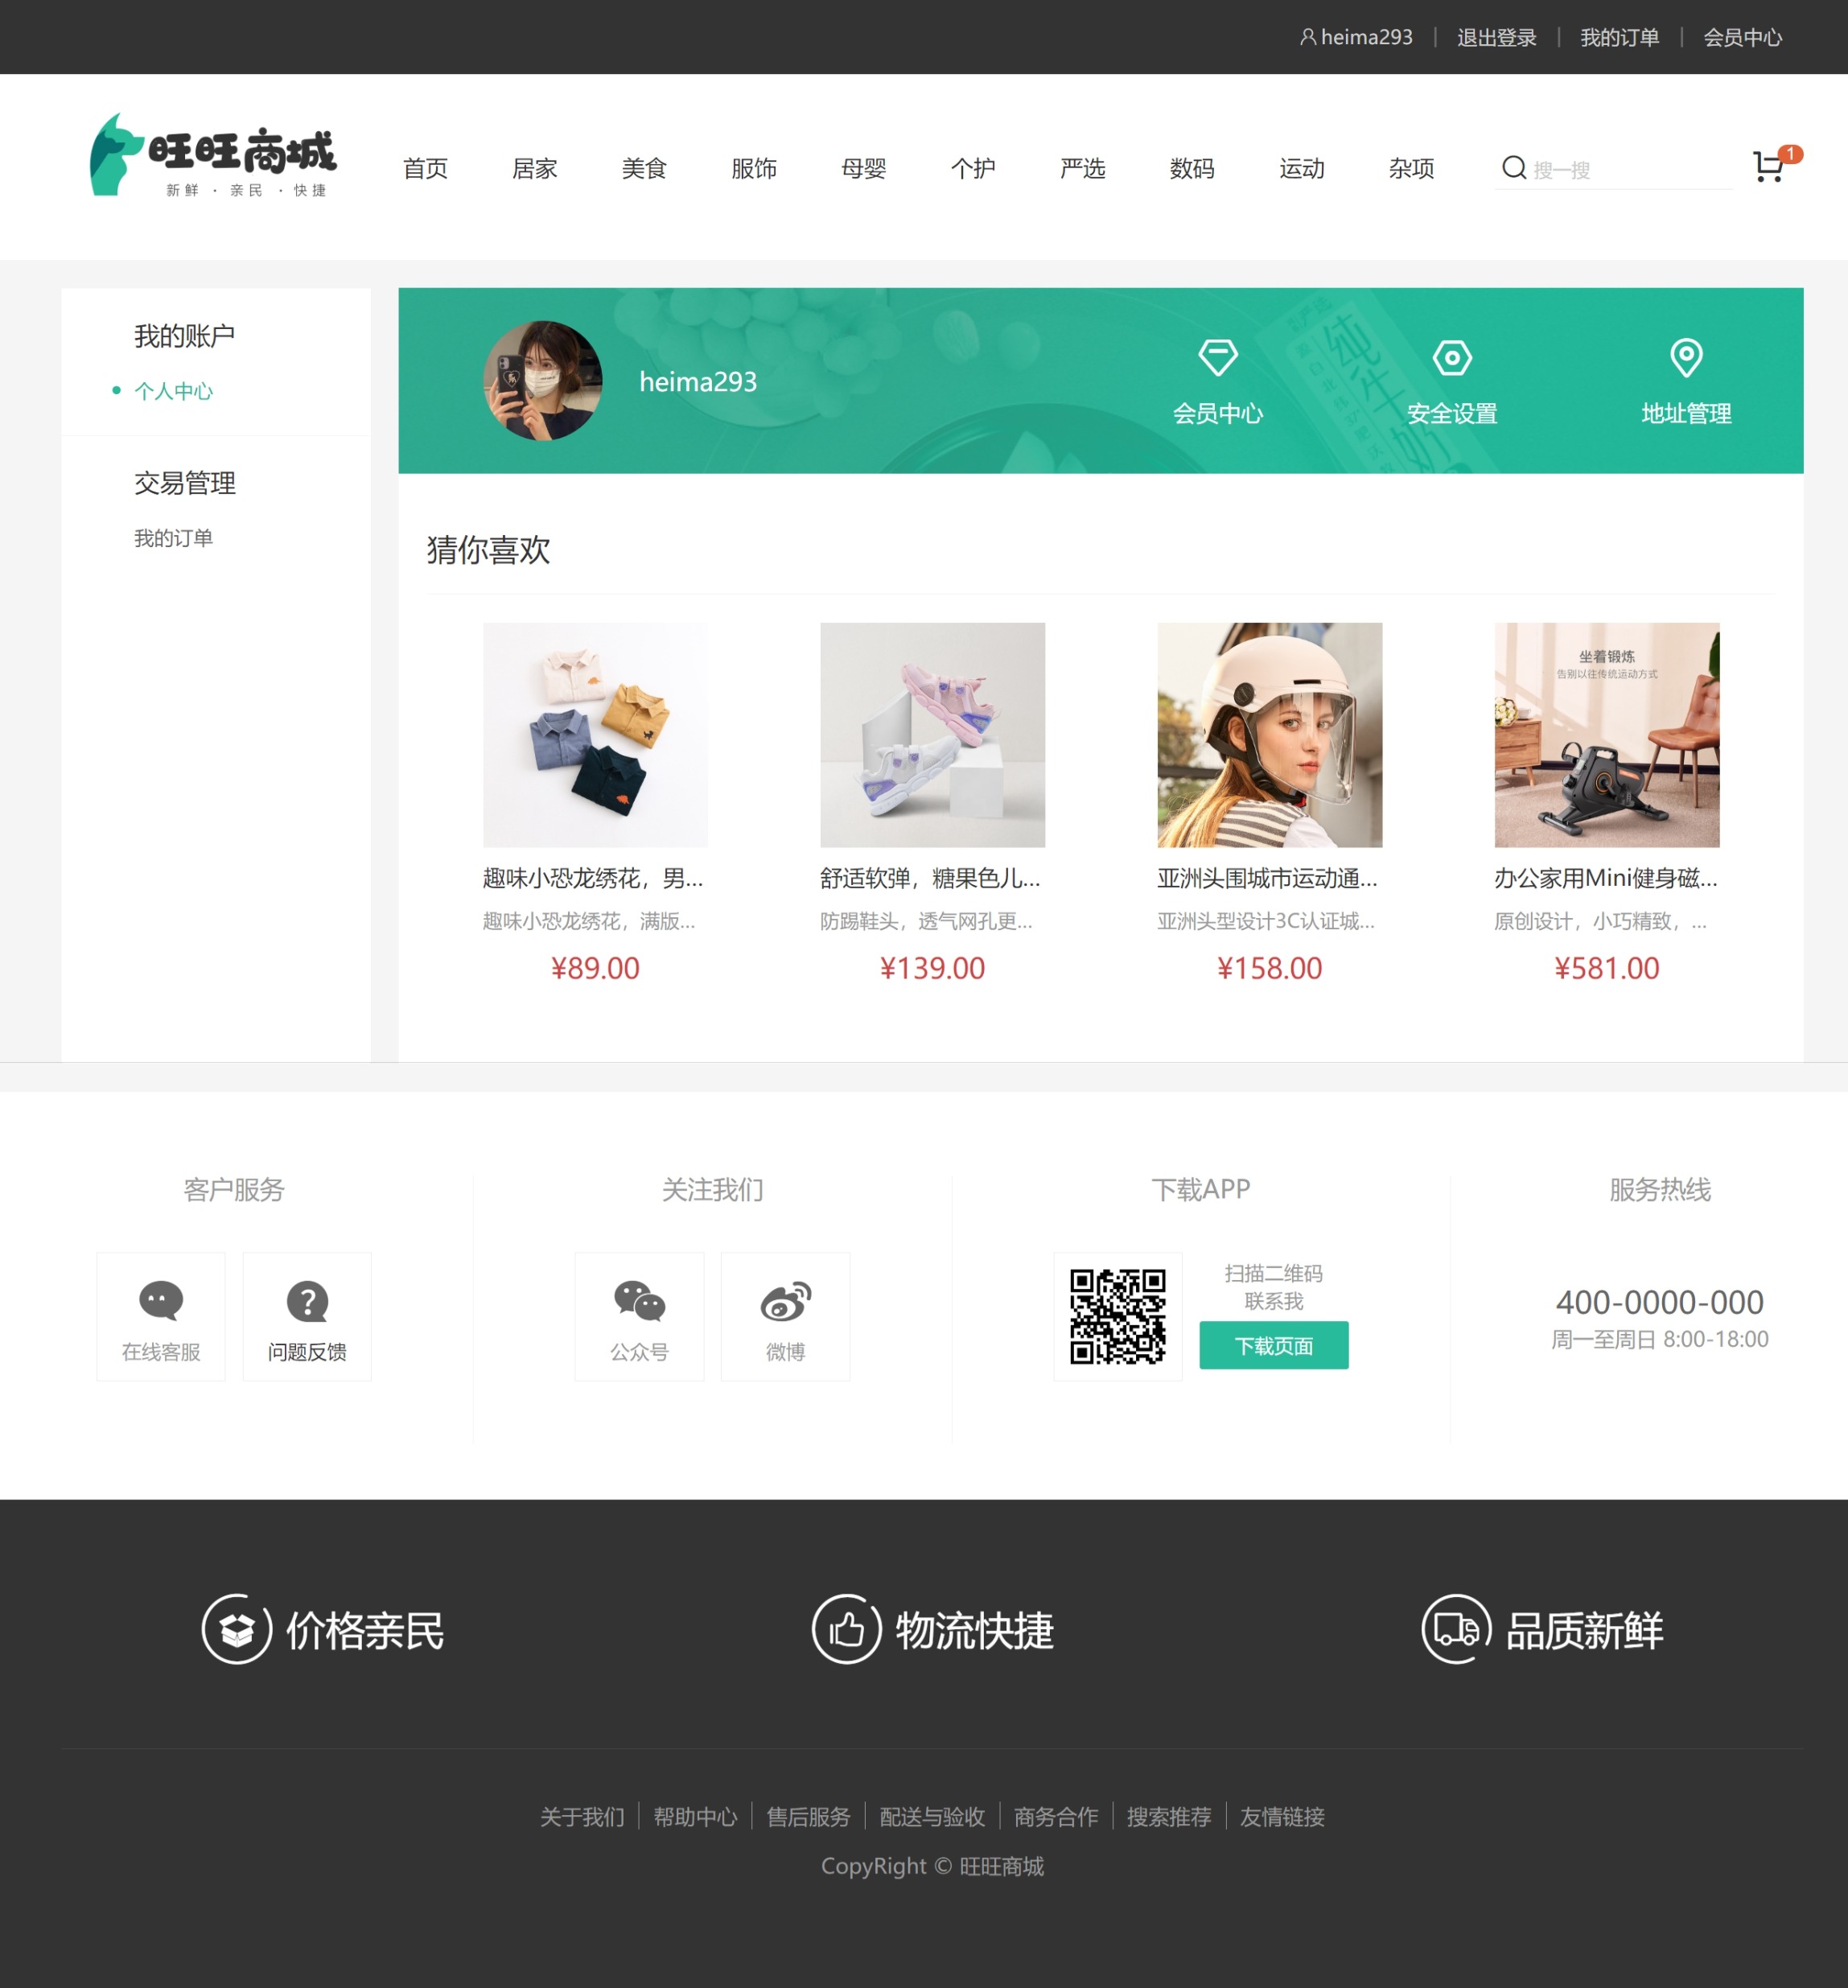 heima293 | 退出登录 | 我的订单 | 会员中心
旺旺商城
新鲜 · 亲民 · 快捷
首页 居家 美食 服饰 母婴 个护 严选 数码 运动 杂项 搜一搜 1
我的账户
个人中心
交易管理
我的订单
heima293
会员中心 安全设置 地址管理
纯牛奶
猜你喜欢
坐着锻炼
告别以往传统运动方式
趣味小恐龙绣花，男... 舒适软弹，糖果色儿... 亚洲头围城市运动通... 办公家用Mini健身磁...
趣味小恐龙绣花，满版... 防踢鞋头，透气网孔更... 亚洲头型设计3C认证城... 原创设计，小巧精致，...
¥89.00 ¥139.00 ¥158.00 ¥581.00
客户服务 关注我们 下载APP 服务热线
在线客服 问题反馈
公众号 微博
扫描二维码
联系我
下载页面
400-0000-000
周一至周日 8:00-18:00
价格亲民 物流快捷 品质新鲜
关于我们 | 帮助中心 | 售后服务 | 配送与验收 | 商务合作 | 搜索推荐 | 友情链接
CopyRight © 旺旺商城